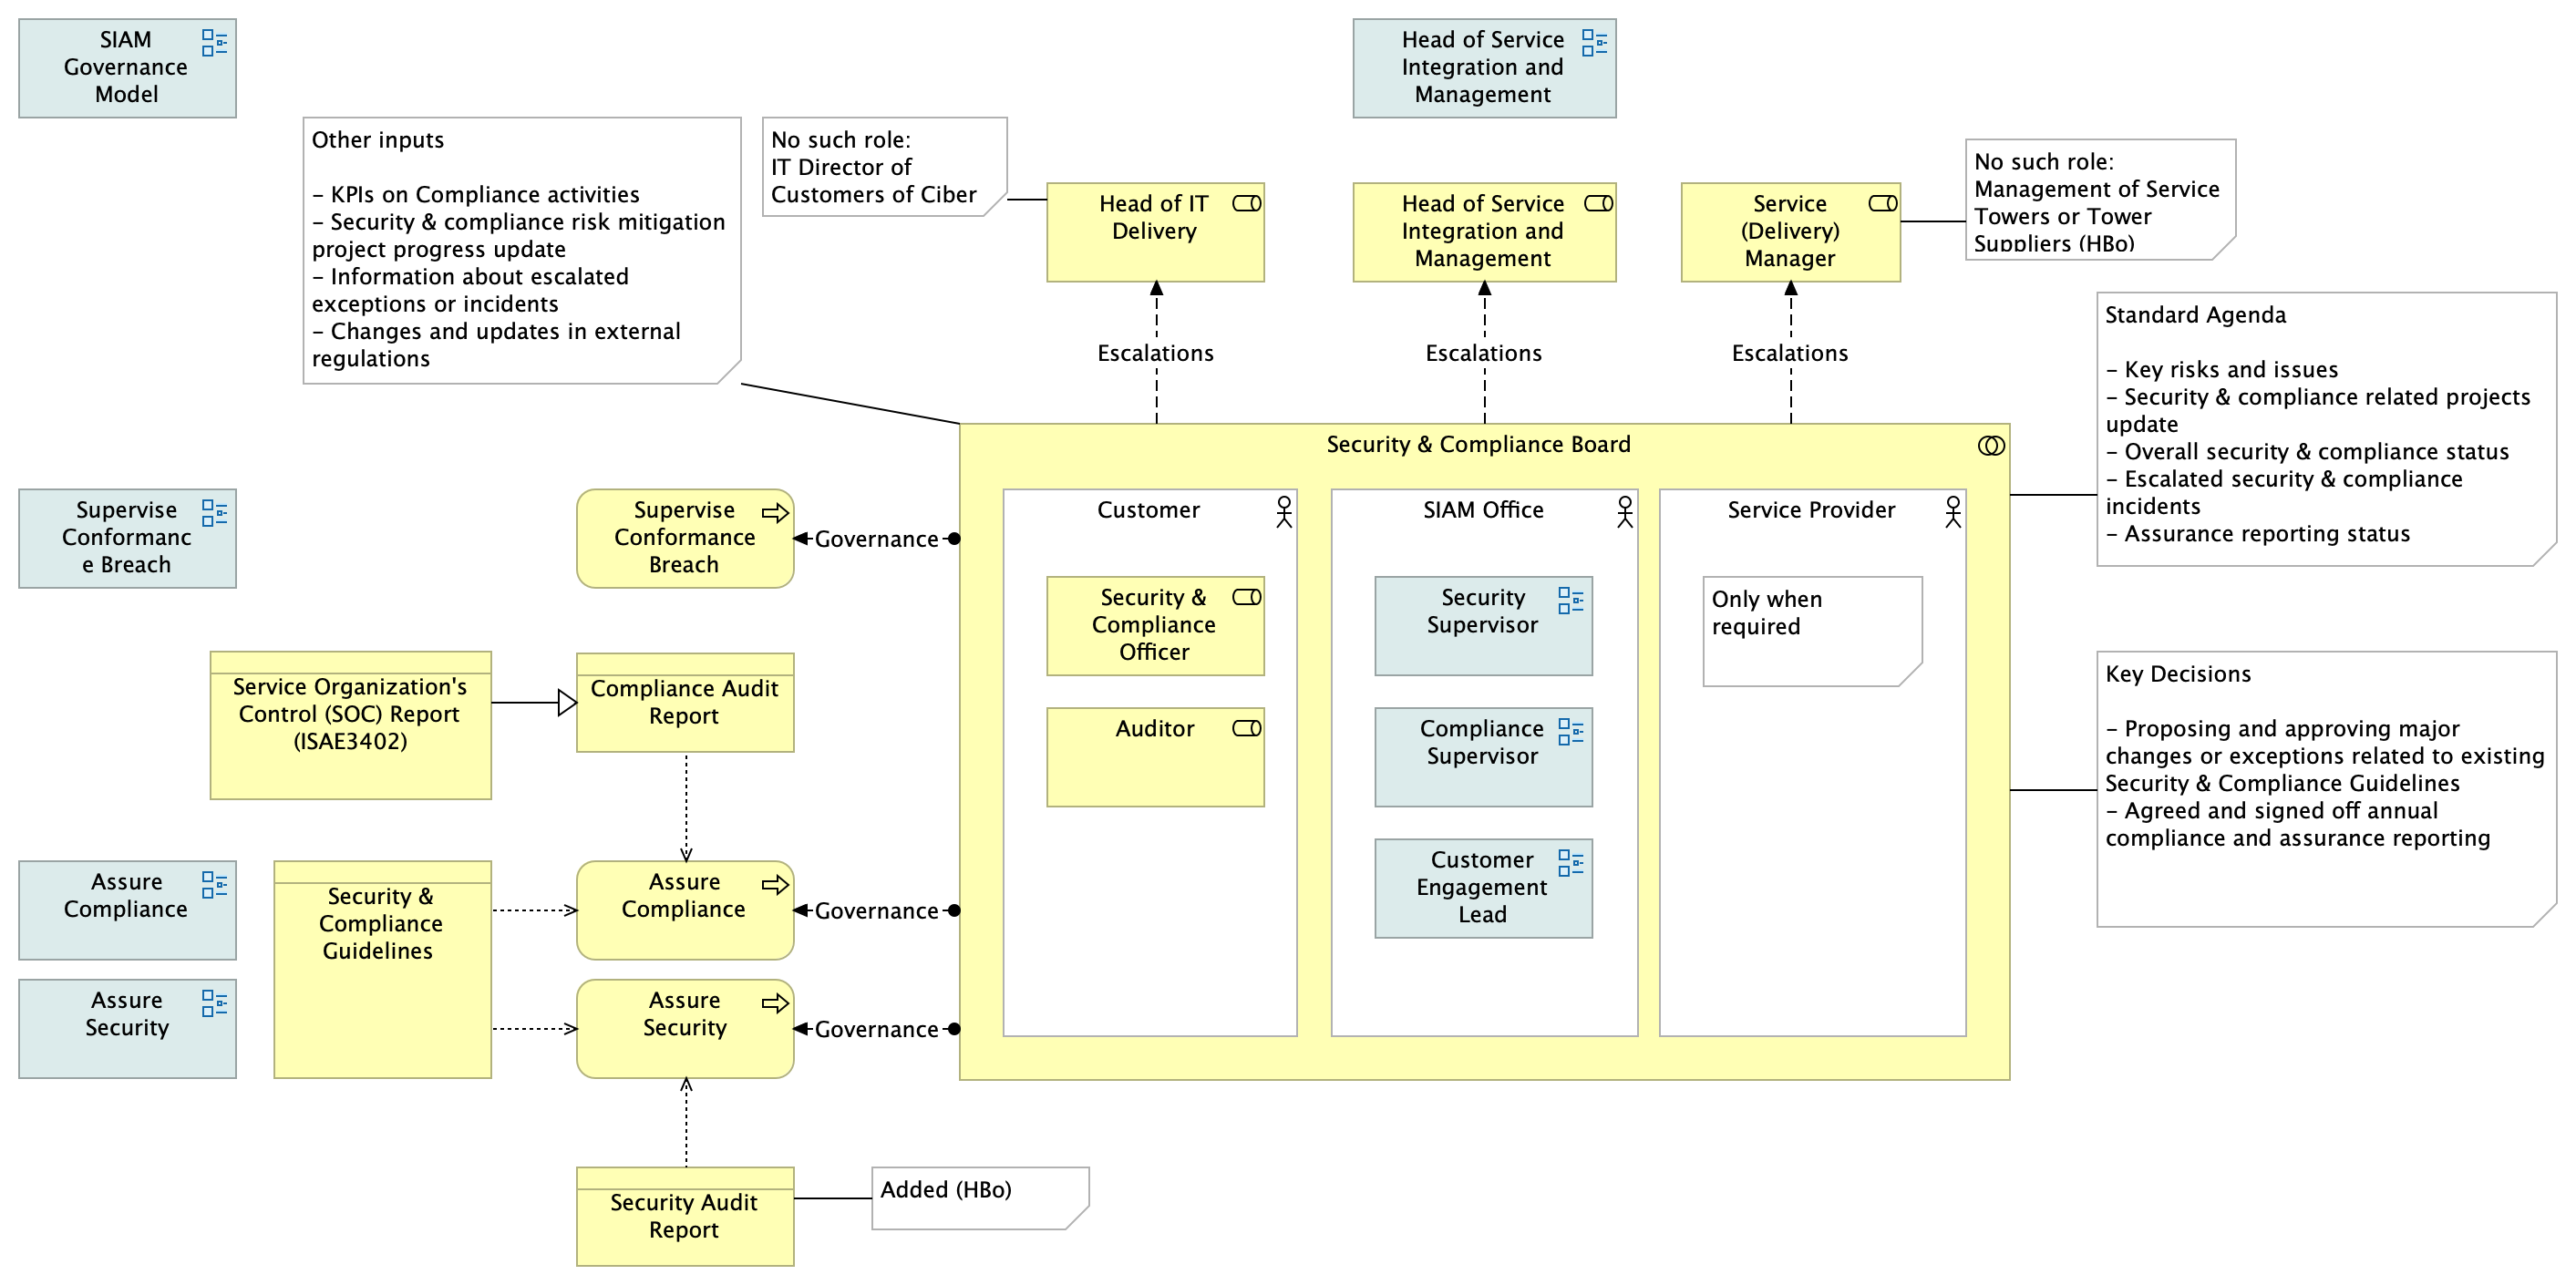 SIAM
Governance
Model
Head of Service
Integration and
Management
Other inputs
– KPIs on Compliance activities
– Security & compliance risk mitigation
project progress update
– Information about escalated
exceptions or incidents
– Changes and updates in external
regulations
No such role:
IT Director of
Customers of Ciber
Head of IT
Delivery
Head of Service
Integration and
Management
Service
(Delivery)
Manager
No such role:
Management of Service
Towers or Tower
Suppliers (HBo)
Escalations
Escalations
Escalations
Standard Agenda
– Key risks and issues
– Security & compliance related projects
update
– Overall security & compliance status
– Escalated security & compliance
incidents
– Assurance reporting status
Security & Compliance Board
Supervise
Conformanc
e Breach
Supervise
Conformance
Breach
Governance
Customer
Security &
Compliance
Officer
Auditor
SIAM Office
Security
Supervisor
Compliance
Supervisor
Customer
Engagement
Lead
Service Provider
Only when
required
Key Decisions
– Proposing and approving major
changes or exceptions related to existing
Security & Compliance Guidelines
– Agreed and signed off annual
compliance and assurance reporting
Service Organization's
Control (SOC) Report
(ISAE3402)
Compliance Audit
Report
Assure
Compliance
Security &
Compliance
Guidelines
Assure
Compliance
Governance
Assure
Security
Assure
Security
Governance
Security Audit
Report
Added (HBo)